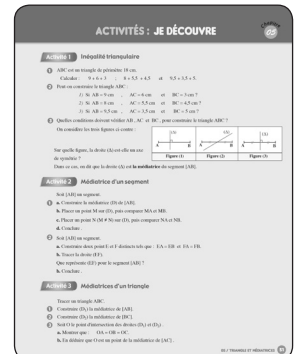 ACTIVITÉS : JE DÉCOUVRE
CHAPITRE
05
Activité 1 Inégalité triangulaire
1 ABC est un triangle de périmètre 18 cm.
Calculer : 9 + 6 + 3 ; 8 + 5,5 + 4,5 et 9,5 + 3,5 + 5.
2 Peut on construire le triangle ABC :
1) Si AB = 9 cm , AC = 6 cm et BC = 3 cm ?
2) Si AB = 8 cm , AC = 5,5 cm et BC = 4,5 cm ?
3) Si AB = 9,5 cm , AC = 3,5 cm et BC = 5 cm ?
3 Quelles conditions doivent vérifier AB , AC et BC , pour construire le triangle ABC ?
On considère les trois figures ci contre :
(Δ) (Δ) (Δ)
A B A B A B
Figure (1) Figure (2) Figure (3)
Sur quelle figure, la droite (Δ) est elle un axe
de symétrie ?
Dans ce cas, on dit que la droite (Δ) est la médiatrice du segment [AB].
Activité 2 Médiatrice d'un segment
Soit [AB] un segment.
1 a. Construire la médiatrice (D) de [AB].
b. Placer un point M sur (D), puis comparer MA et MB.
c. Placer un point N (M ≠ N) sur (D), puis comparer NA et NB.
d. Conclure.
2 Soit [AB] un segment.
a. Construire deux point E et F distincts tels que : EA = EB et FA = FB.
b. Tracer la droite (EF).
Que représente (EF) pour le segment [AB] ?
b. Conclure.
Activité 3 Médiatrices d'un triangle
Tracer un triangle ABC.
1 Construire (D₁) la médiatrice de [AB].
2 Construire (D₂) la médiatrice de [BC].
3 Soit O le point d'intersection des droites (D₁) et (D₂).
a. Montrer que : OA = OB = OC.
b. En déduire que O est un point de la médiatrice de [AC].
05 / TRIANGLES ET MÉDIATRICES